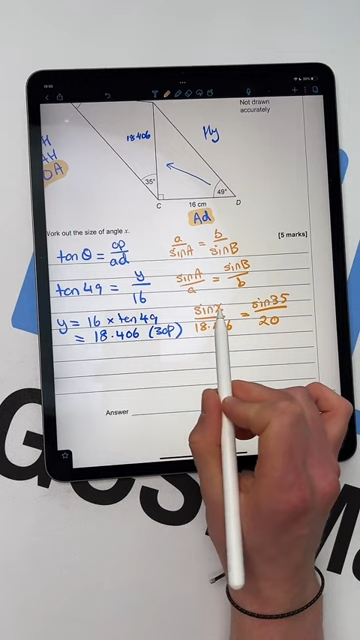 Not drawn
accurately
H
AH
OA
18.406
Hy
35°
49°
C
16 cm
D
Ad
Work out the size of angle x.
[5 marks]
tan θ = op/ad
a/sinA = b/sinB
tan 49 = y/16
sinA/a = sinB/b
y = 16 × tan 49
= 18.406 (3DP)
sinx/18.406 = sin35/20
Answer
GCS